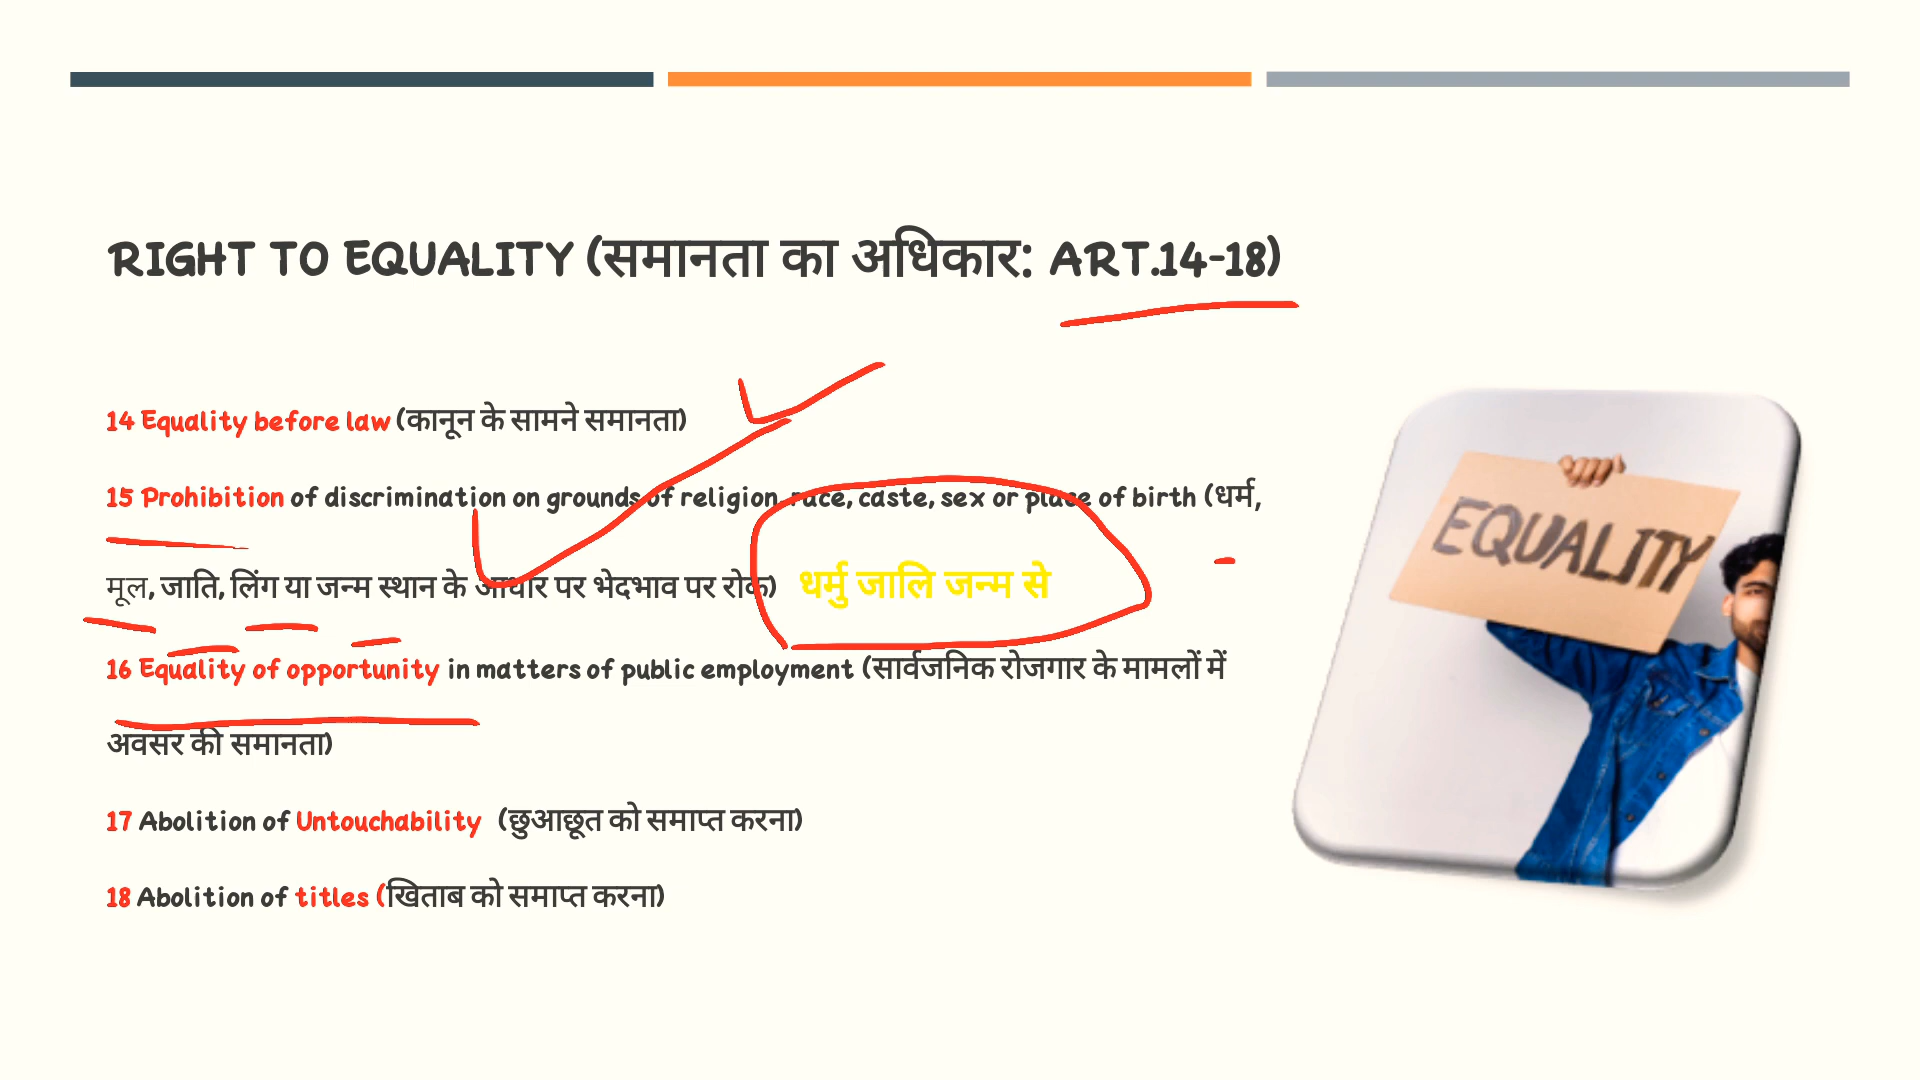 RIGHT TO EQUALITY (समानता का अधिकार: ART.14-18)
14 Equality before law (कानून के सामने समानता)
15 Prohibition of discrimination on grounds of religion, race, caste, sex or place of birth (धर्म,
मूल, जाति, लिंग या जन्म स्थान के आधार पर भेदभाव पर रोक) धर्मु जालि जन्म से
16 Equality of opportunity in matters of public employment (सार्वजनिक रोजगार के मामलों में
अवसर की समानता)
17 Abolition of Untouchability (छुआछूत को समाप्त करना)
18 Abolition of titles (खिताब को समाप्त करना)
EQUALITY